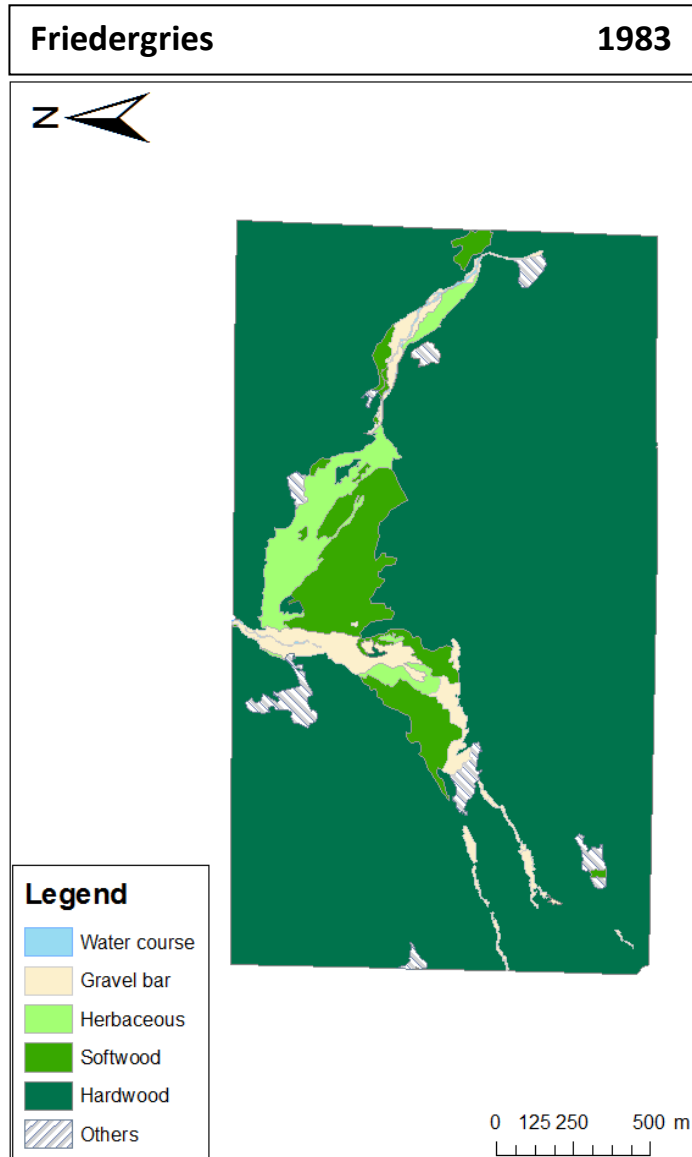 Friedergries 1983
N
Legend
Water course
Gravel bar
Herbaceous
Softwood
Hardwood
Others
0 125 250 500 m